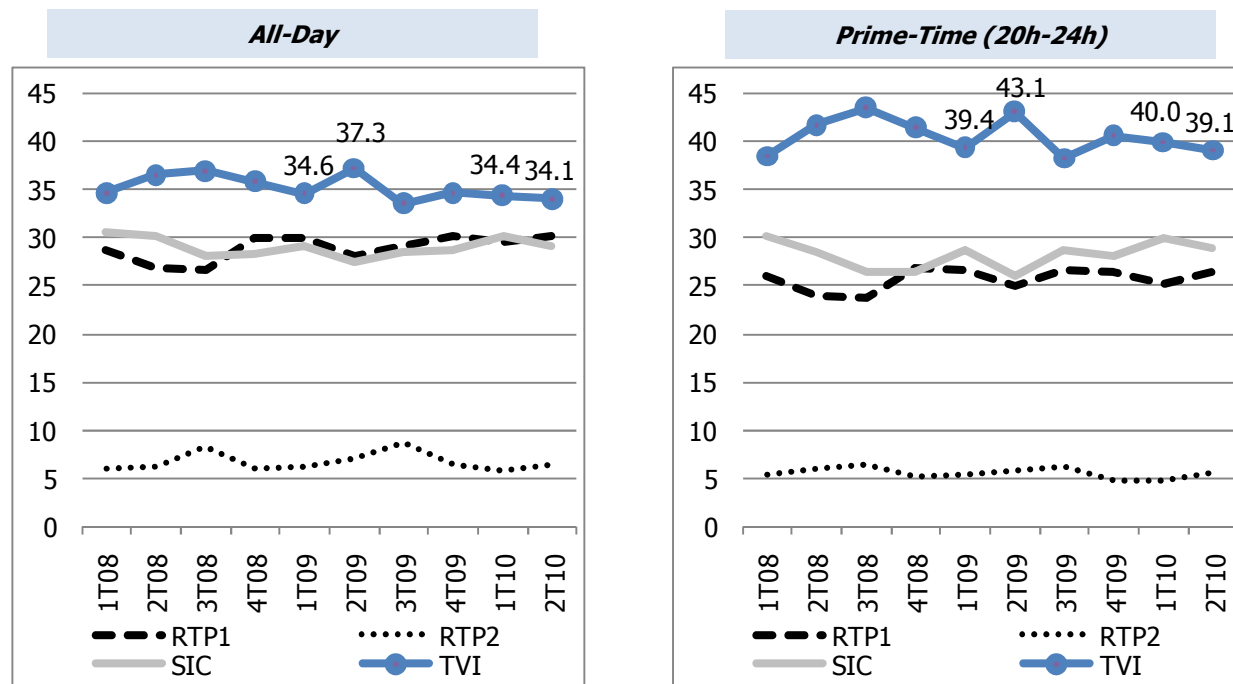 All-Day
45
40
35
30
25
20
15
10
5
0
34.6
37.3
34.4
34.1
1T08
2T08
3T08
4T08
1T09
2T09
3T09
4T09
1T10
2T10
RTP1
RTP2
SIC
TVI
Prime-Time (20h-24h)
45
40
35
30
25
20
15
10
5
0
39.4
43.1
40.0
39.1
1T08
2T08
3T08
4T08
1T09
2T09
3T09
4T09
1T10
2T10
RTP1
RTP2
SIC
TVI